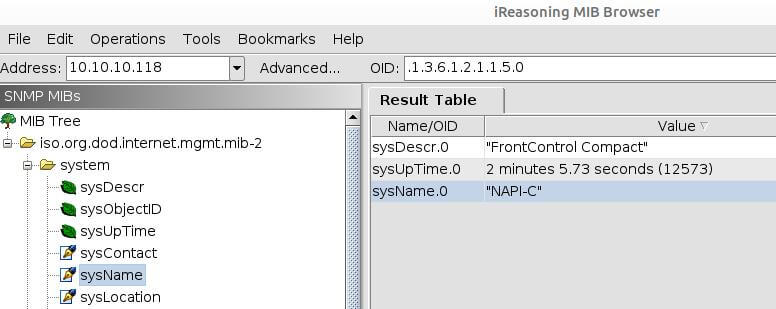 iReasoning MIB Browser
File Edit Operations Tools Bookmarks Help
Address: 10.10.10.118 Advanced... OID: .1.3.6.1.2.1.1.5.0
SNMP MIBs
MIB Tree
iso.org.dod.internet.mgmt.mib-2
system
sysDescr
sysObjectID
sysUpTime
sysContact
sysName
sysLocation
Result Table
Name/OID Value
sysDescr.0 "FrontControl Compact"
sysUpTime.0 2 minutes 5.73 seconds (12573)
sysName.0 "NAPI-C"